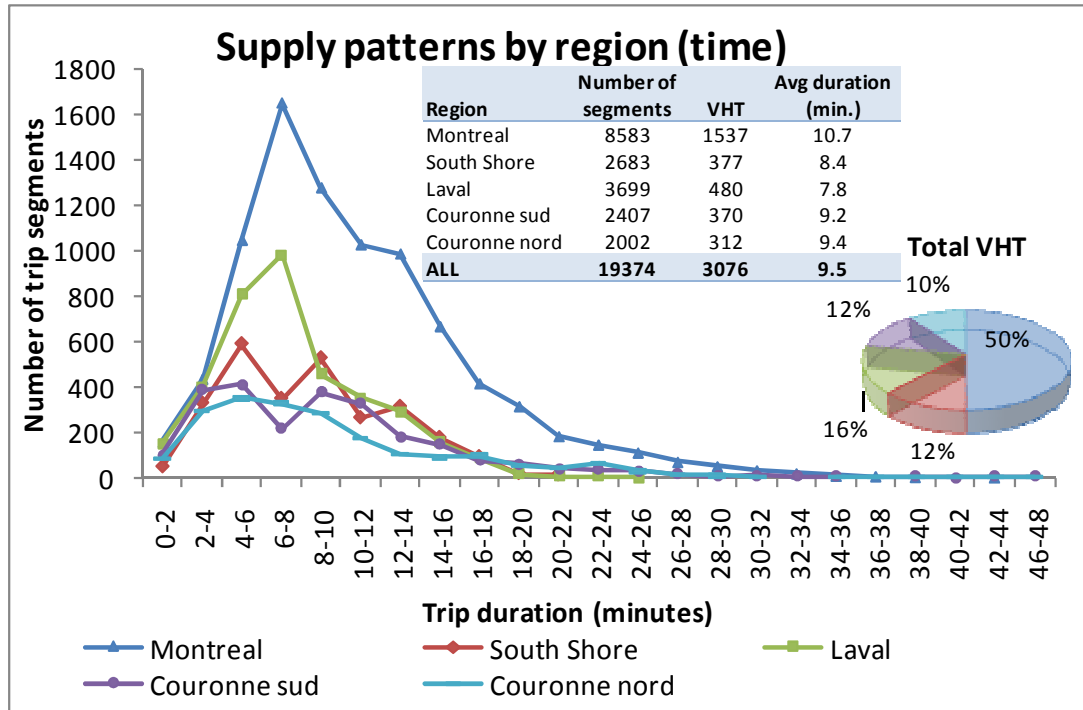 Supply patterns by region (time)
Number of trip segments
1800
1600
1400
1200
1000
800
600
400
200
0
Region Number of segments VHT Avg duration (min.)
Montreal 8583 1537 10.7
South Shore 2683 377 8.4
Laval 3699 480 7.8
Couronne sud 2407 370 9.2
Couronne nord 2002 312 9.4
ALL 19374 3076 9.5
Total VHT
10%
12%
50%
16%
12%
0-2
2-4
4-6
6-8
8-10
10-12
12-14
14-16
16-18
18-20
20-22
22-24
24-26
26-28
28-30
30-32
32-34
34-36
36-38
38-40
40-42
42-44
46-48
Trip duration (minutes)
Montreal South Shore Laval
Couronne sud Couronne nord